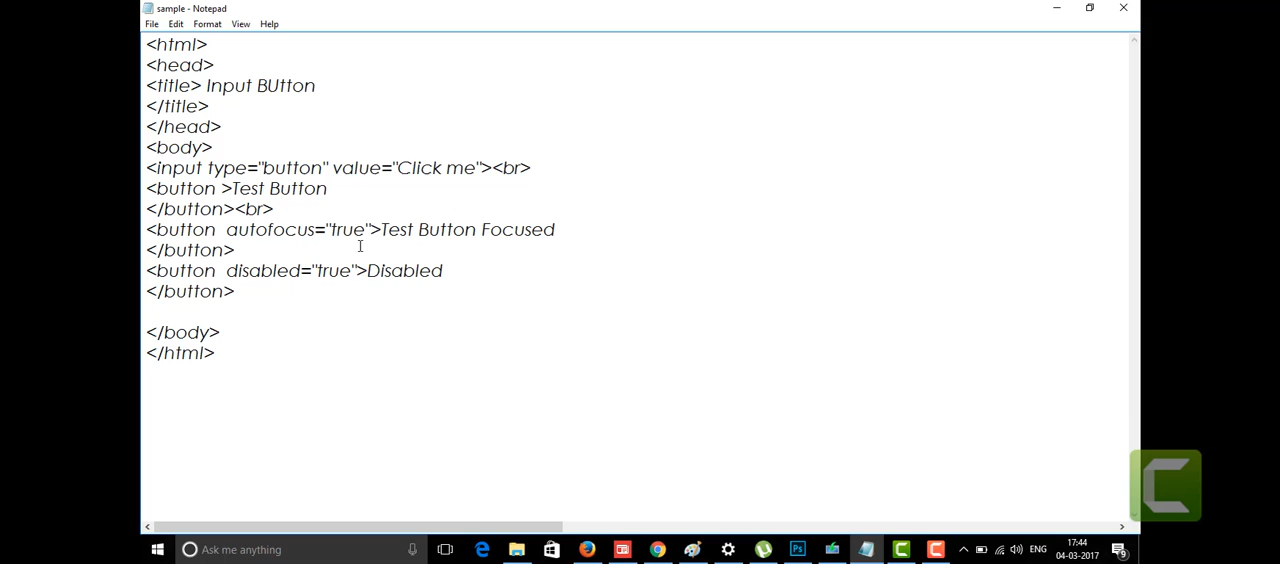 sample - Notepad
File Edit Format View Help
<html>
<head>
<title> Input BUtton
</title>
</head>
<body>
<input type="button" value="Click me"><br>
<button >Test Button
</button><br>
<button  autofocus="true">Test Button Focused
</button>
<button  disabled="true">Disabled
</button>
</body>
</html>
Ask me anything
ENG
17:44
04-03-2017
9